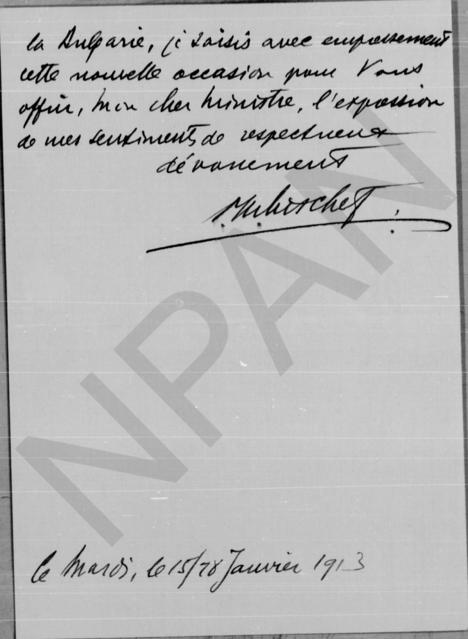 la Bulgarie, je saisis avec empressement
cette nouvelle occasion pour Vous
offrir, mon cher Ministre, l'expression
de mes sentiments de respectueux
dévouement
le Mardi, le 15/28 Janvier 1913
NPAN